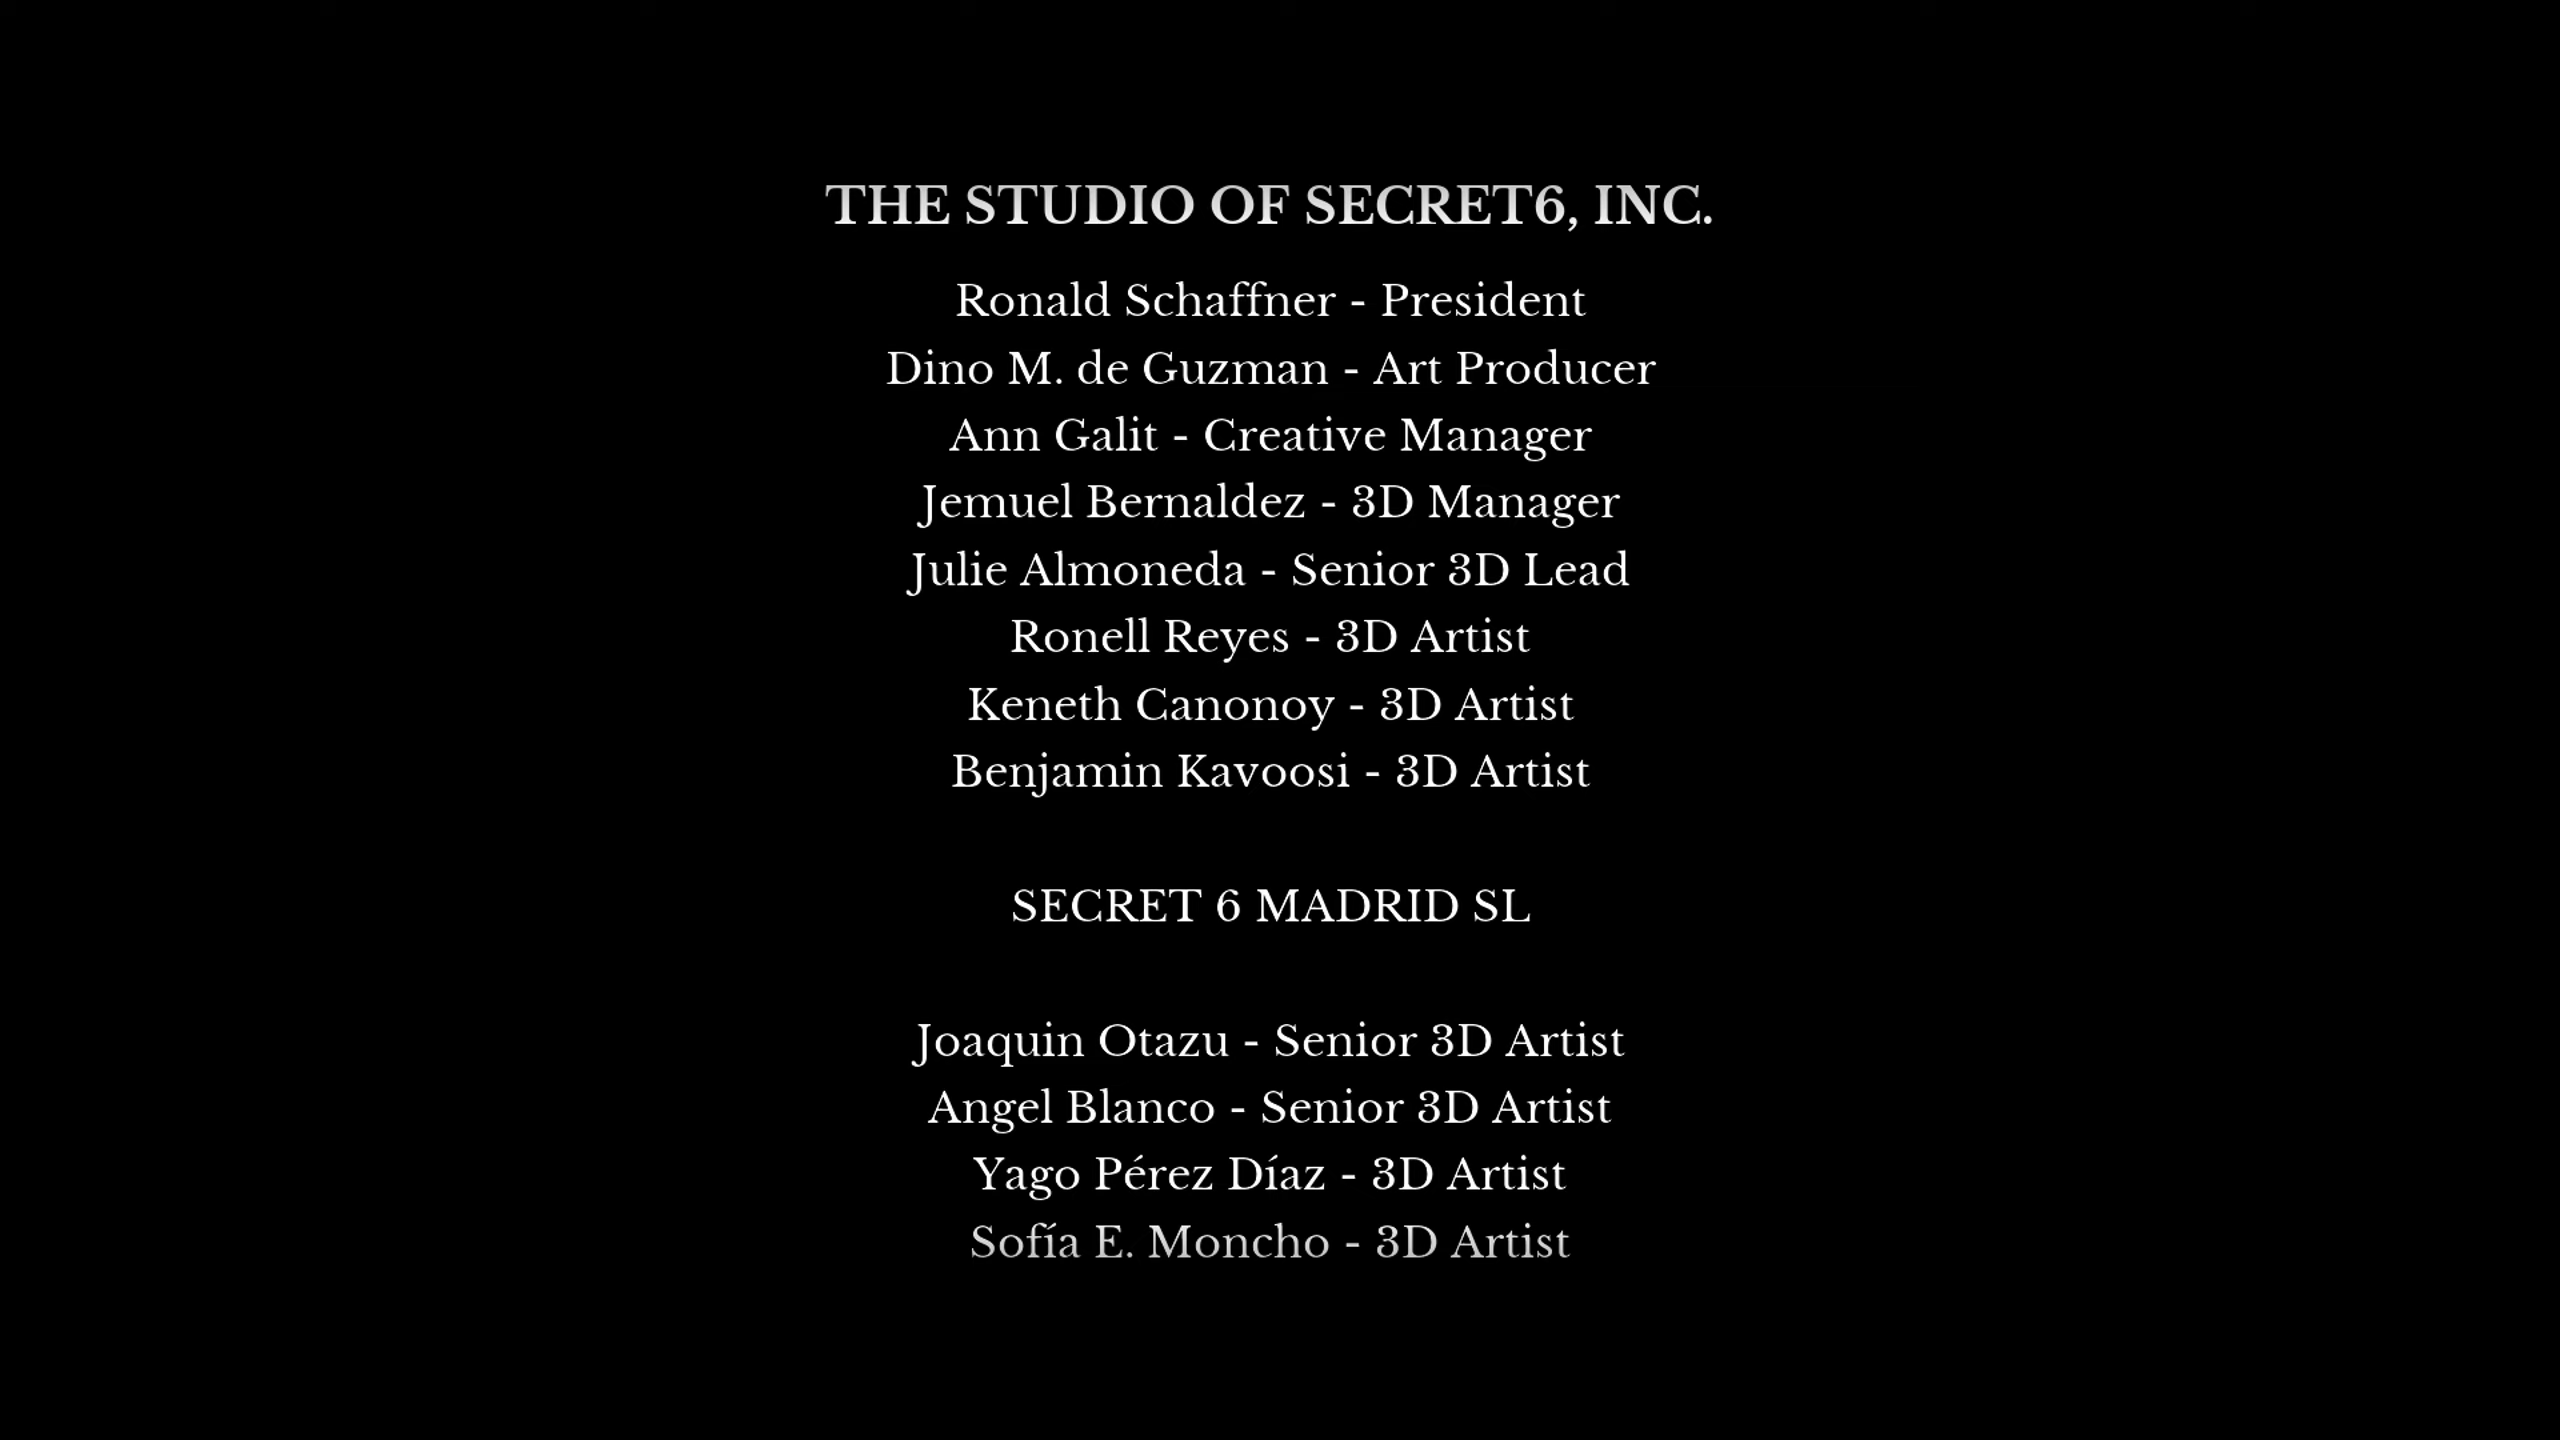 THE STUDIO OF SECRET6, INC.
Ronald Schaffner - President
Dino M. de Guzman - Art Producer
Ann Galit - Creative Manager
Jemuel Bernaldez - 3D Manager
Julie Almoneda - Senior 3D Lead
Ronell Reyes - 3D Artist
Keneth Canonoy - 3D Artist
Benjamin Kavoosi - 3D Artist
SECRET 6 MADRID SL
Joaquin Otazu - Senior 3D Artist
Angel Blanco - Senior 3D Artist
Yago Pérez Díaz - 3D Artist
Sofía E. Moncho - 3D Artist